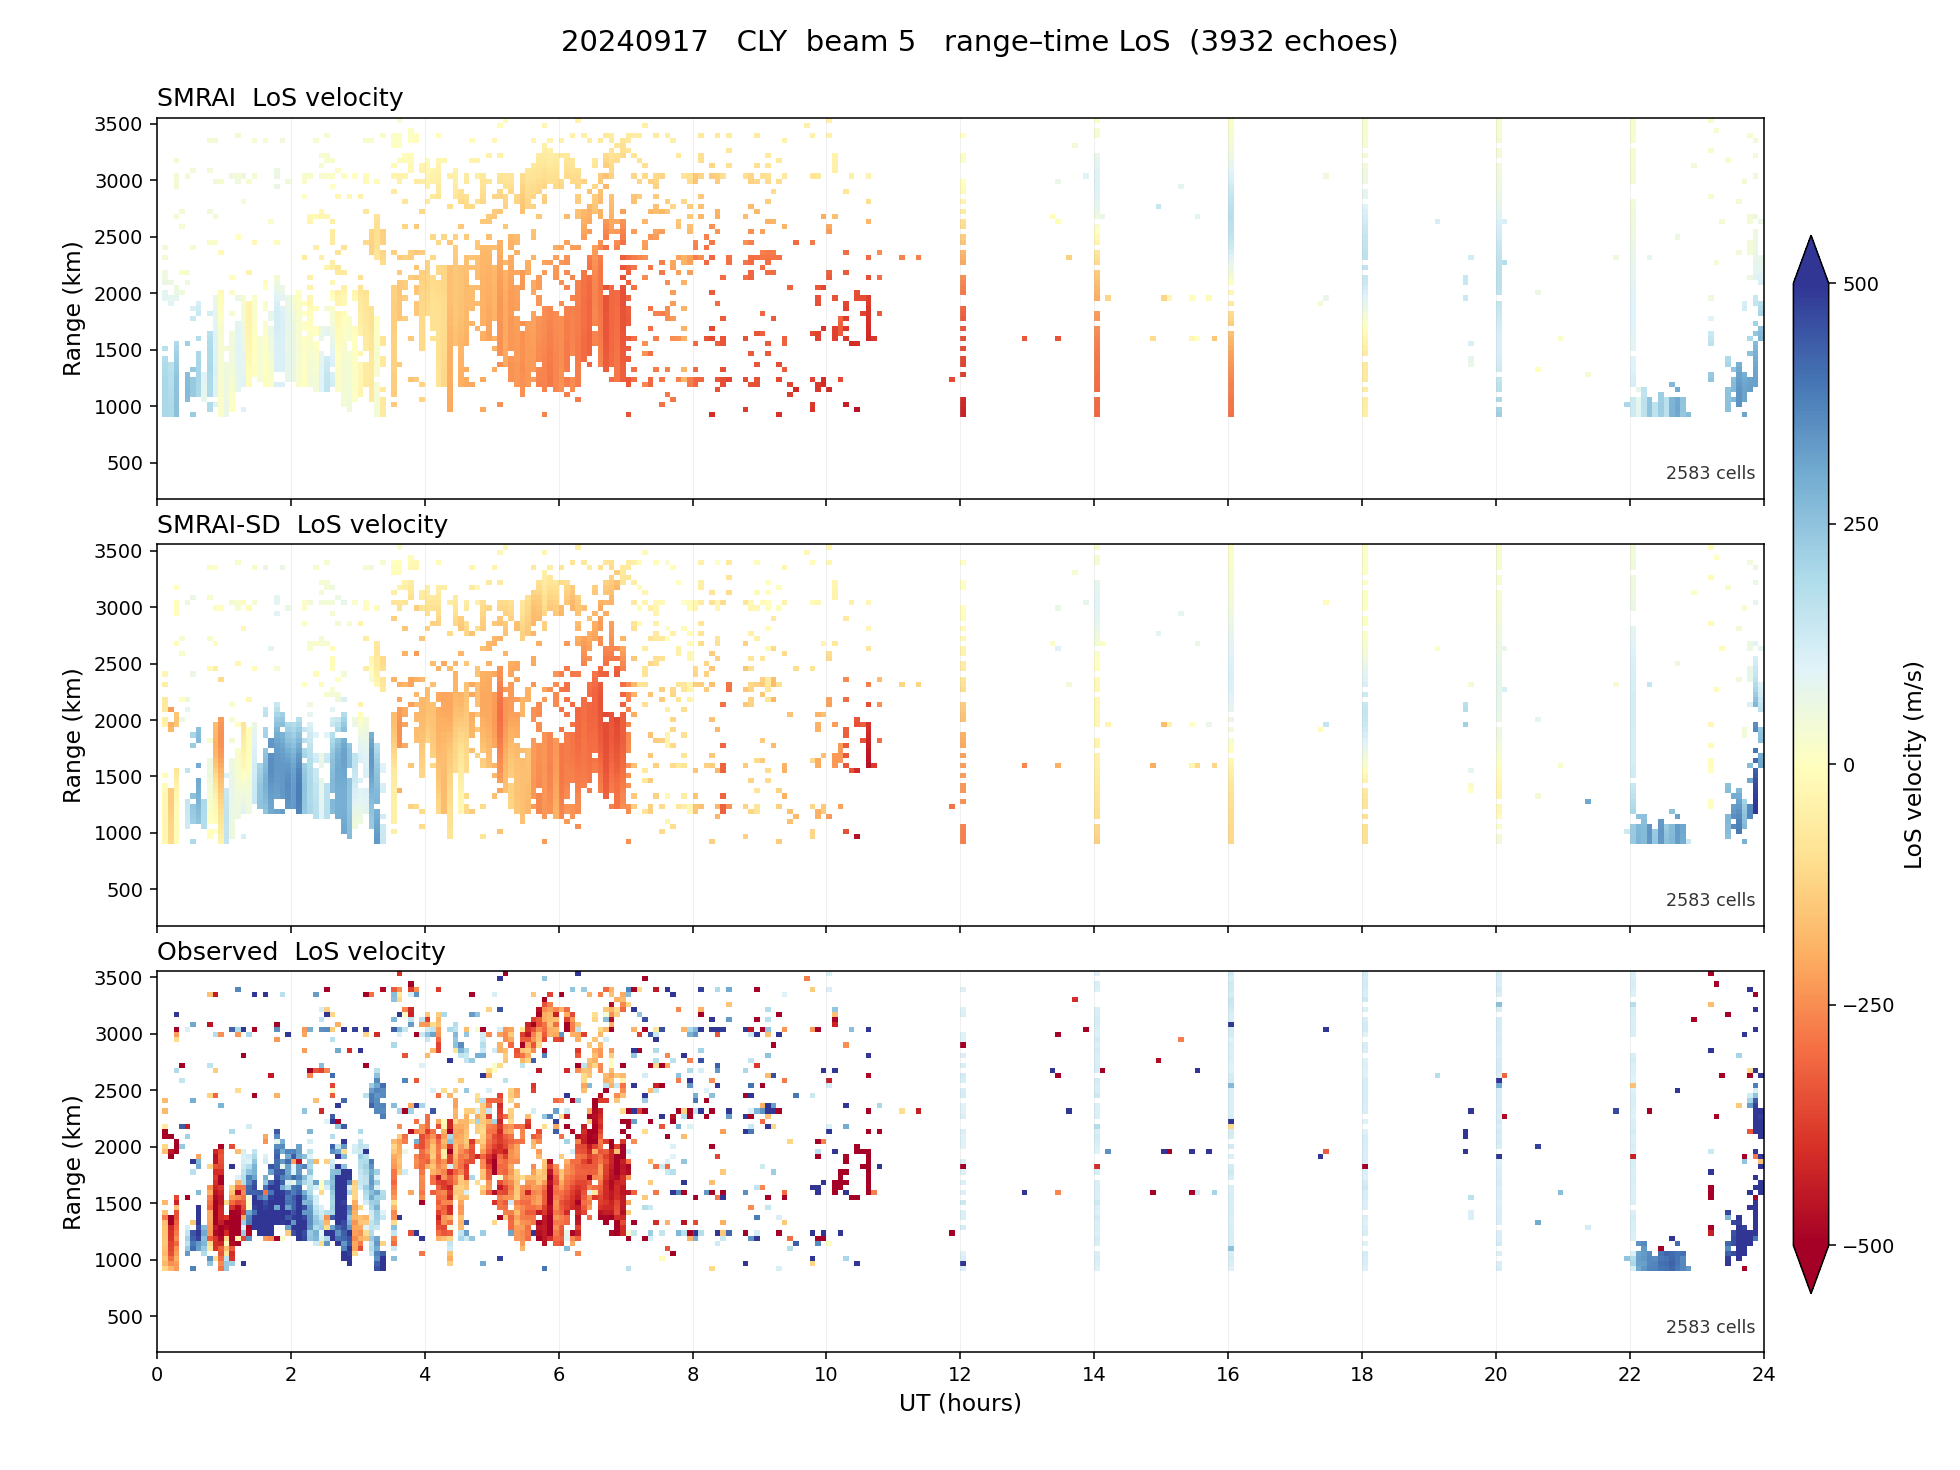 20240917   CLY  beam 5   range–time LoS  (3932 echoes)
SMRAI  LoS velocity
3500
3000
2500
2000
1500
1000
500
Range (km)
2583 cells
SMRAI-SD  LoS velocity
3500
3000
2500
2000
1500
1000
500
Range (km)
2583 cells
Observed  LoS velocity
3500
3000
2500
2000
1500
1000
500
Range (km)
2583 cells
0 2 4 6 8 10 12 14 16 18 20 22 24
UT (hours)
500
250
0
−250
−500
LoS velocity (m/s)